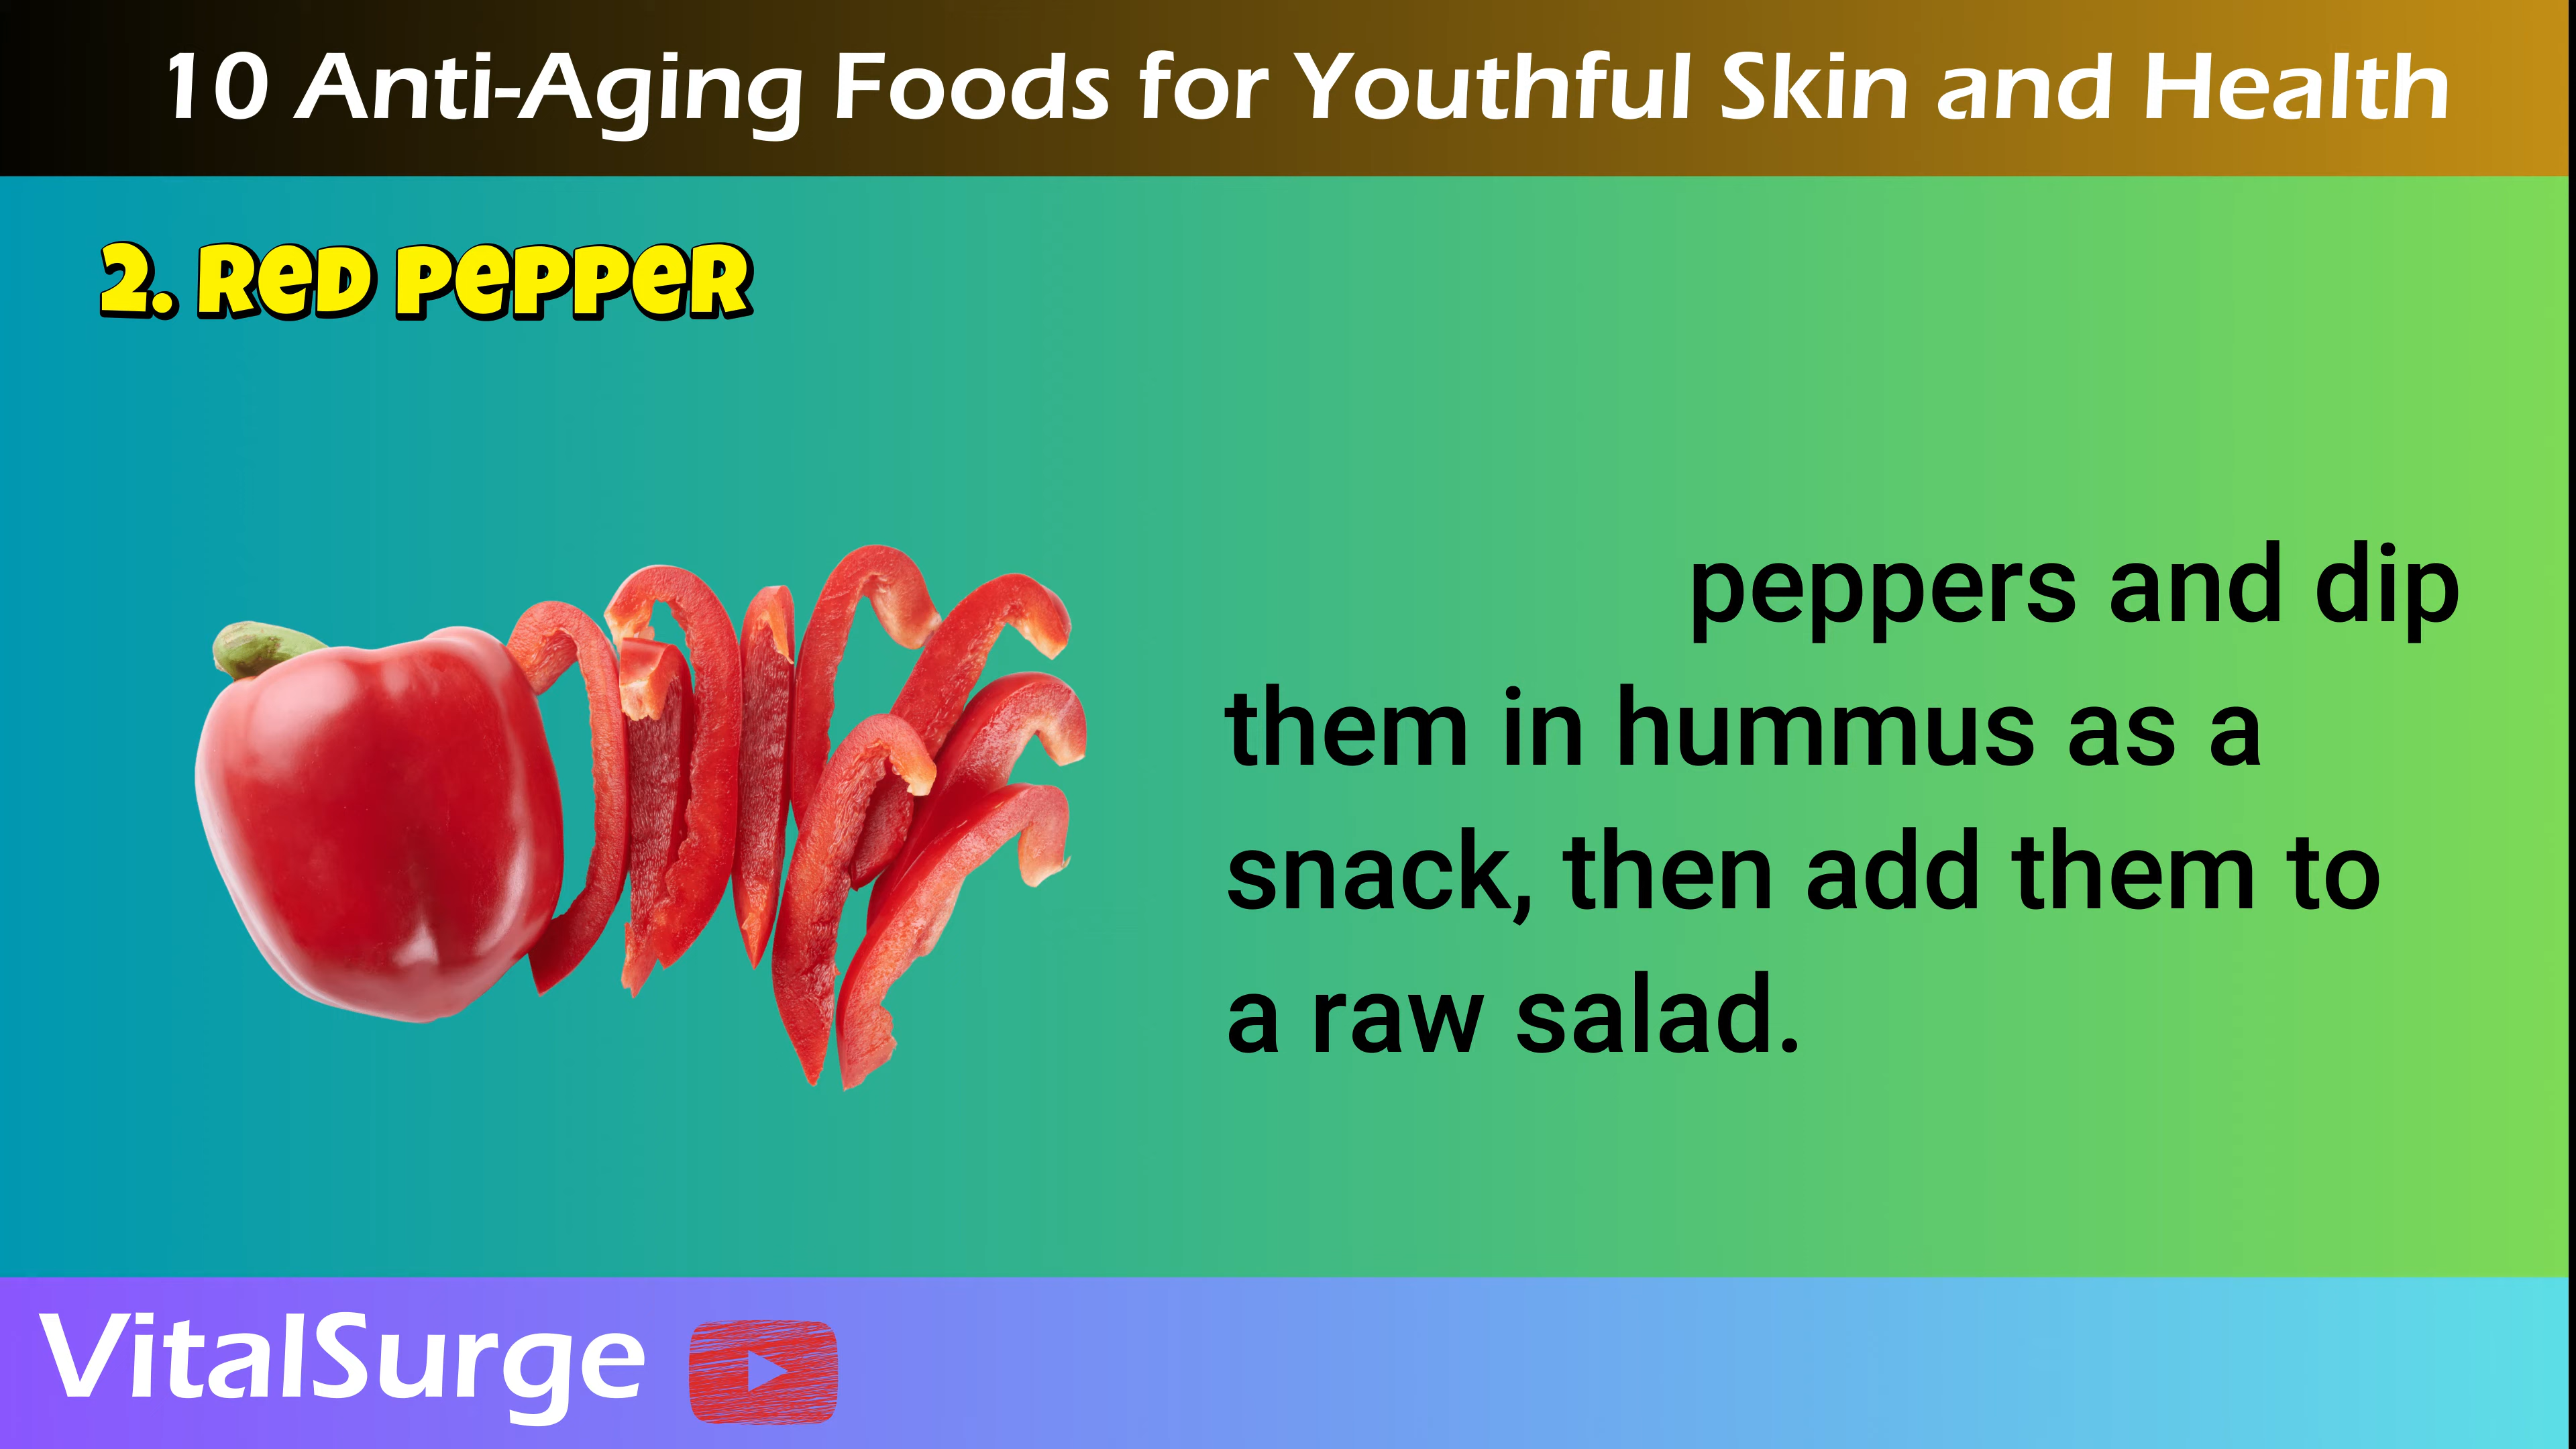 10 Anti-Aging Foods for Youthful Skin and Health
2. Red Pepper
peppers and dip
them in hummus as a
snack, then add them to
a raw salad.
VitalSurge